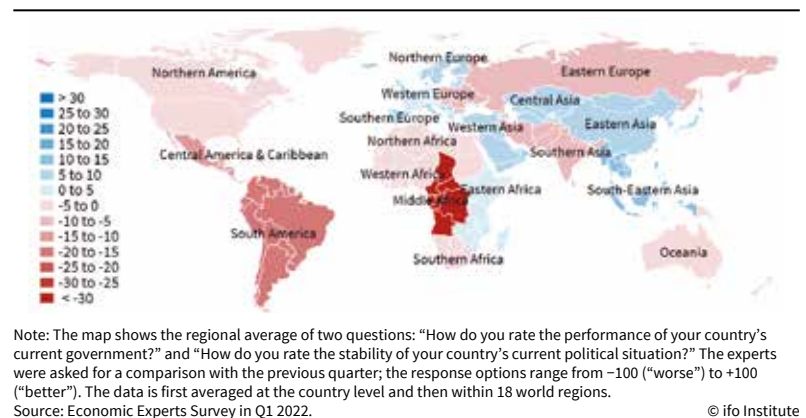 Northern Europe
Northern America
Eastern Europe
Western Europe
Central Asia
> 30
25 to 30
20 to 25
15 to 20
10 to 15
5 to 10
0 to 5
-5 to 0
-10 to -5
-15 to -10
-20 to -15
-25 to -20
-30 to -25
< -30
Southern Europe
Western Asia
Eastern Asia
Northern Africa
Central America & Caribbean
Southern Asia
Western Africa
Eastern Africa
South-Eastern Asia
Middle Africa
South America
Oceania
Southern Africa
Note: The map shows the regional average of two questions: “How do you rate the performance of your country’s
current government?” and “How do you rate the stability of your country’s current political situation?” The experts
were asked for a comparison with the previous quarter; the response options range from −100 (“worse”) to +100
(“better”). The data is first averaged at the country level and then within 18 world regions.
Source: Economic Experts Survey in Q1 2022.
© ifo Institute